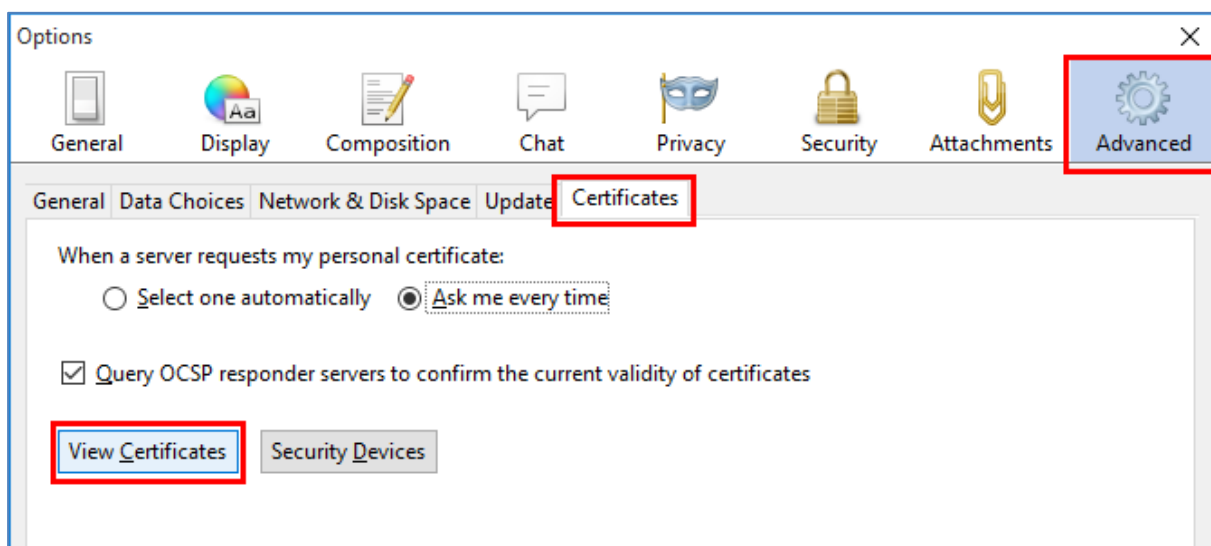 Options
Aa
General Display Composition Chat Privacy Security Attachments Advanced
General Data Choices Network & Disk Space Update Certificates
When a server requests my personal certificate:
Select one automatically Ask me every time
Query OCSP responder servers to confirm the current validity of certificates
View Certificates Security Devices